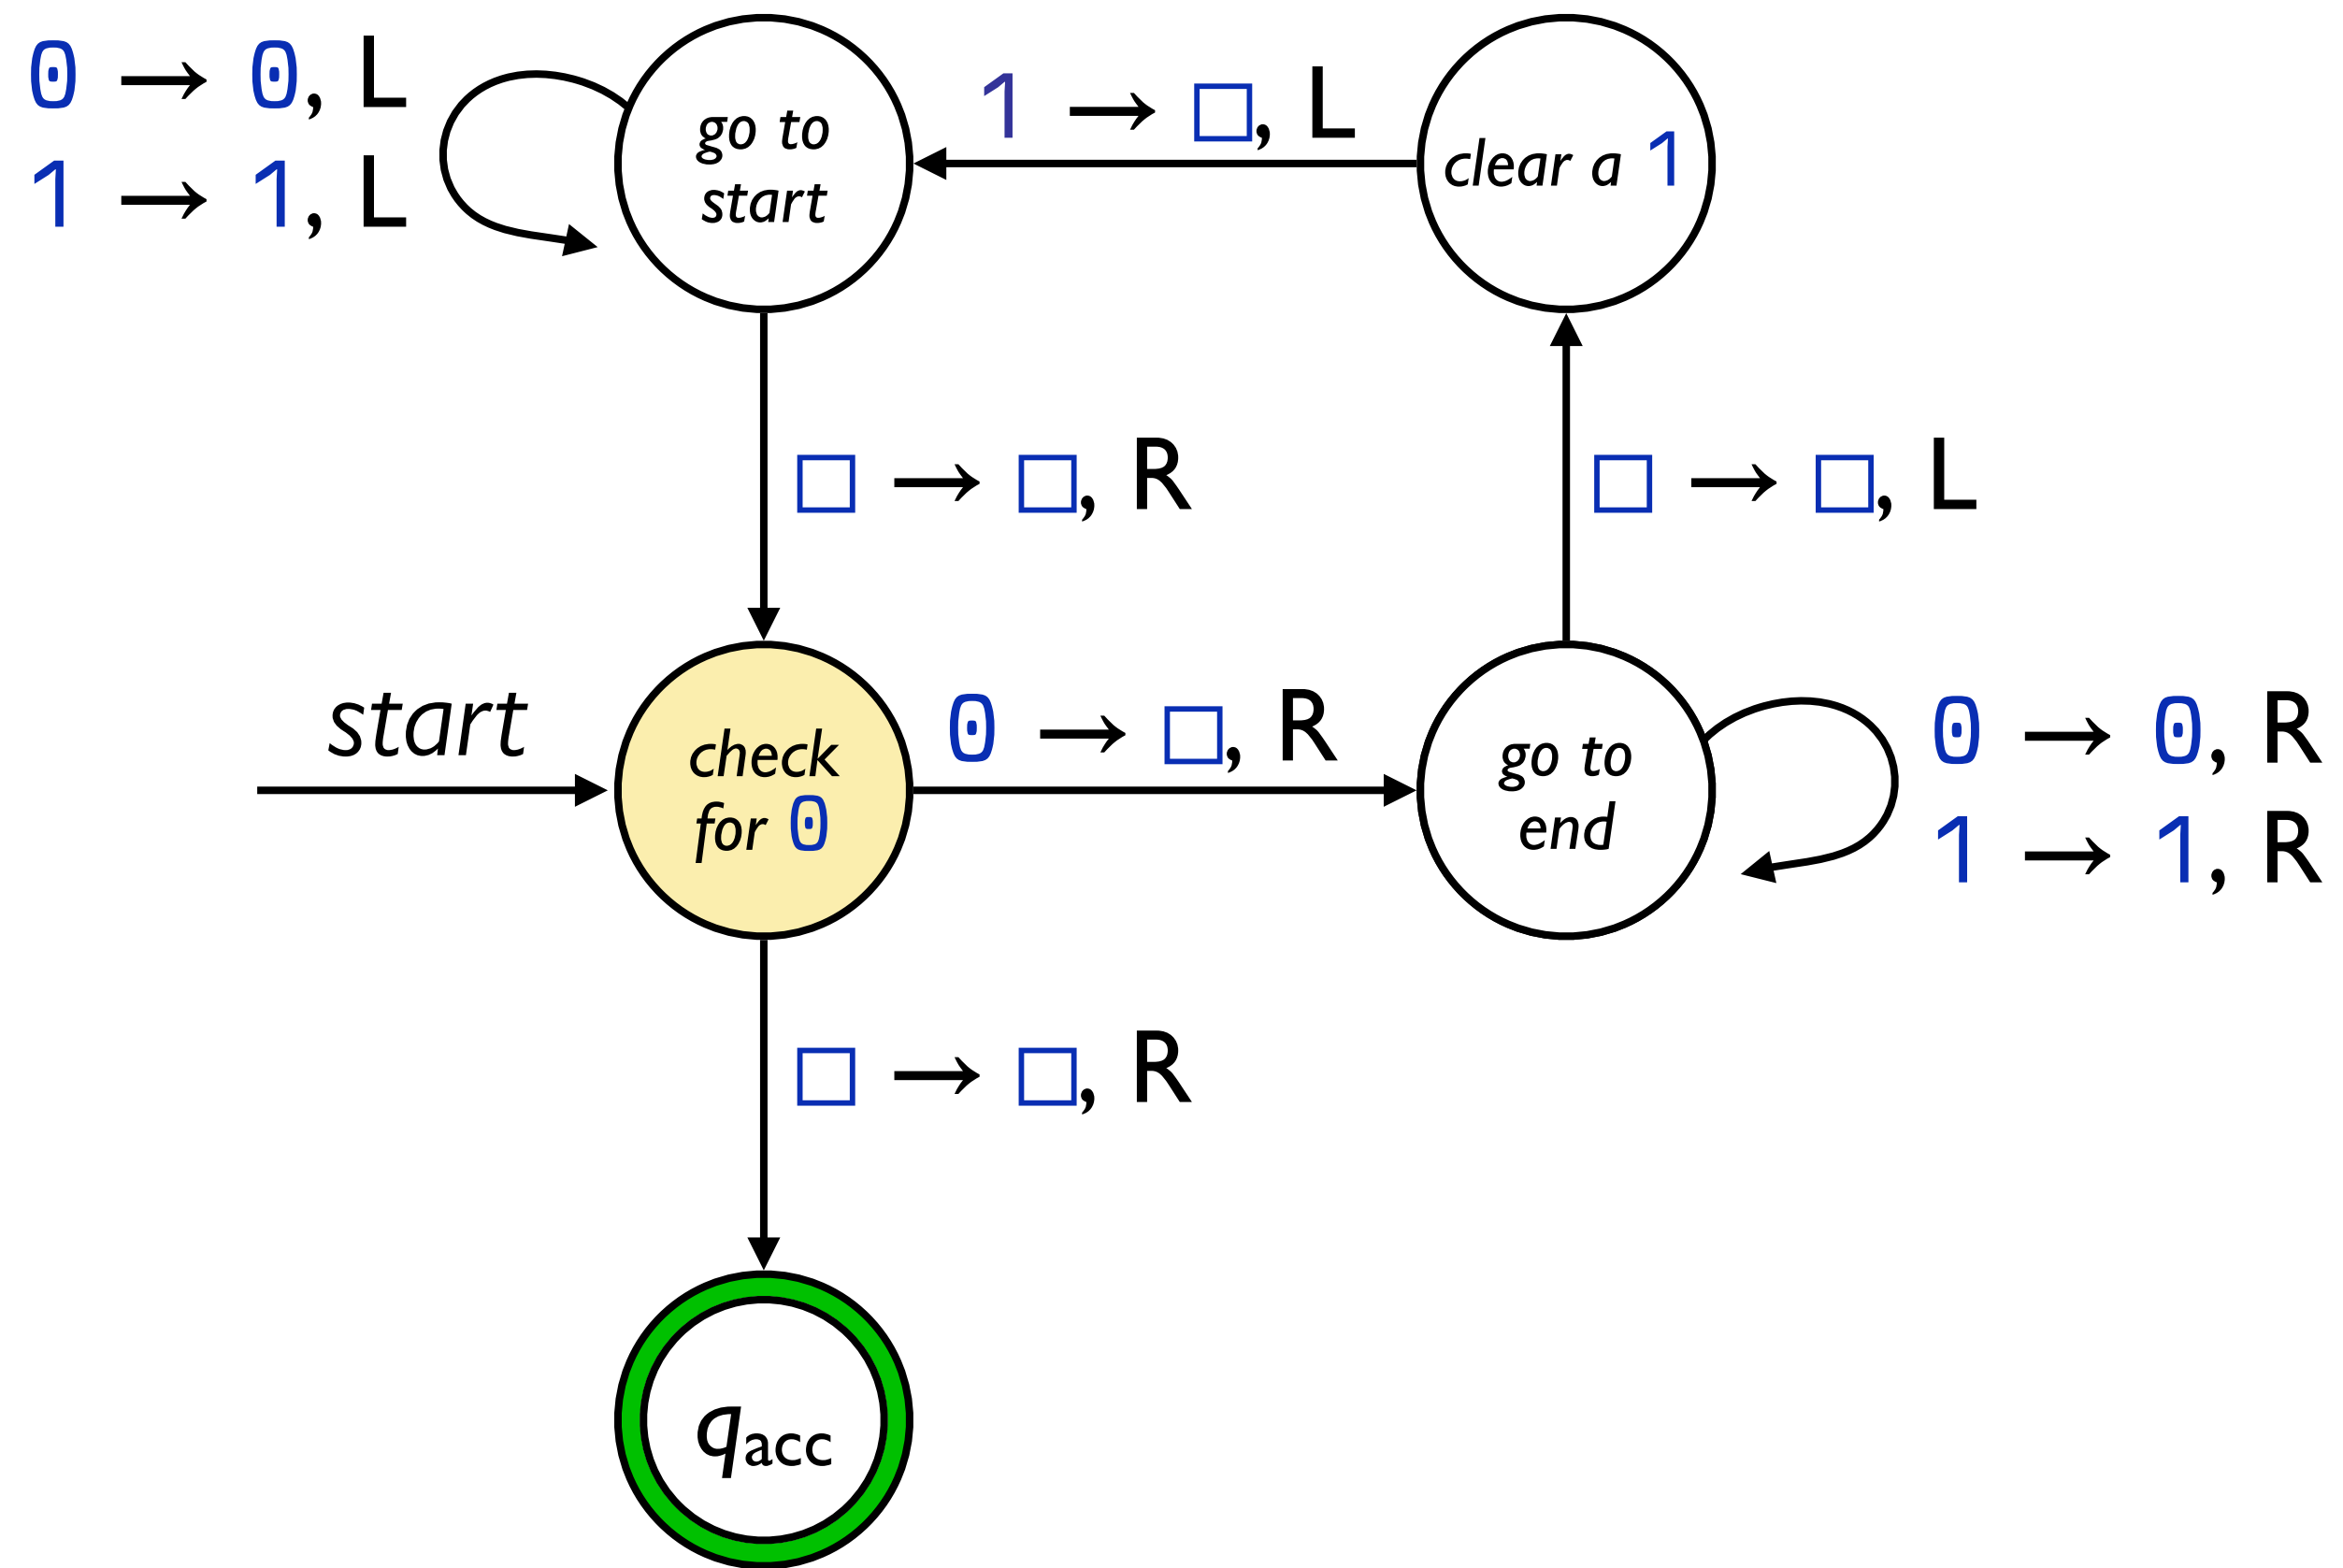 0 → 0, L
1 → 1, L
go to
start
1 → □, L
clear a 1
□ → □, R
□ → □, L
start
check
for 0
0 → □, R
go to
end
0 → 0, R
1 → 1, R
□ → □, R
qacc